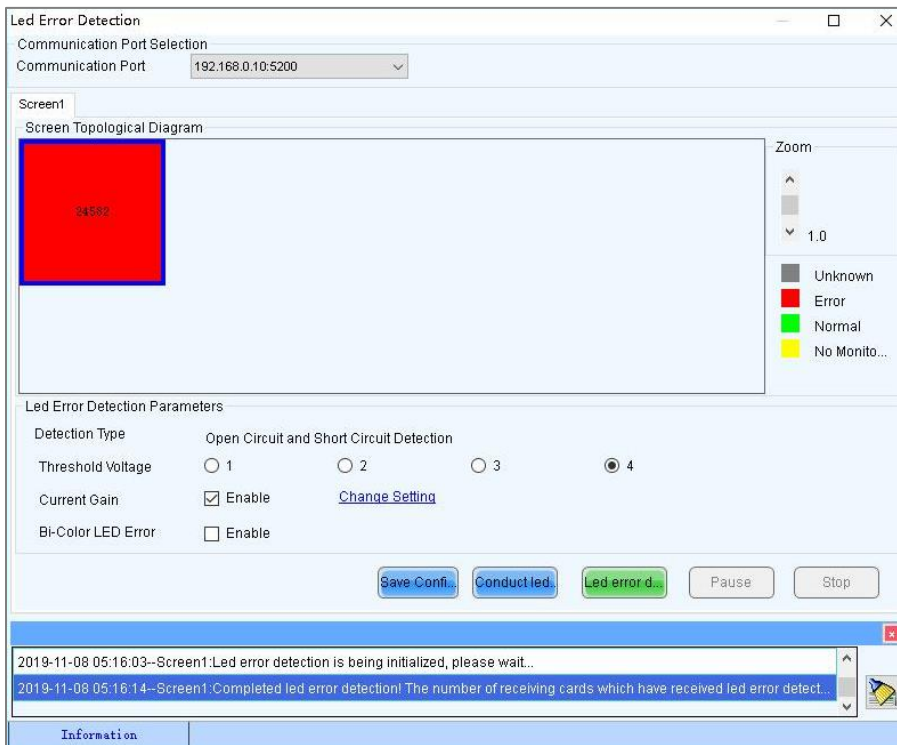 Led Error Detection
Communication Port Selection
Communication Port 192.168.0.10:5200
Screen1
Screen Topological Diagram
Zoom
24582
1.0
Unknown
Error
Normal
No Monito...
Led Error Detection Parameters
Detection Type Open Circuit and Short Circuit Detection
Threshold Voltage 1 2 3 4
Current Gain Enable Change Setting
Bi-Color LED Error Enable
Save Confi... Conduct led... Led error d... Pause Stop
2019-11-08 05:16:03--Screen1:Led error detection is being initialized, please wait...
2019-11-08 05:16:14--Screen1:Completed led error detection! The number of receiving cards which have received led error detect...
Information